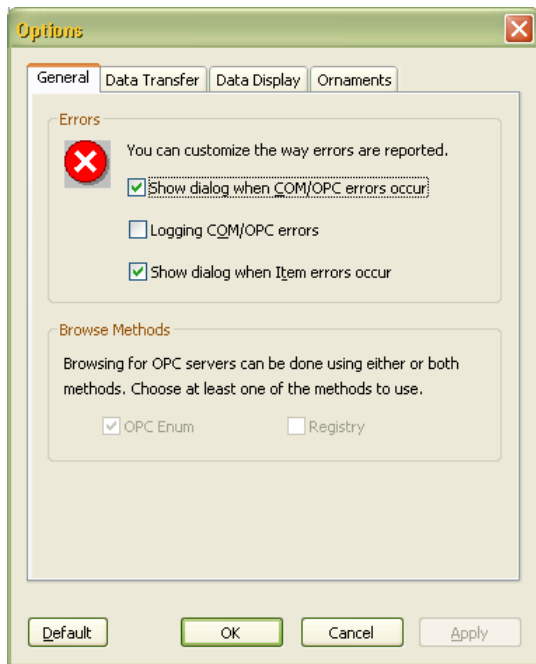 Options
General Data Transfer Data Display Ornaments
Errors
You can customize the way errors are reported.
Show dialog when COM/OPC errors occur
Logging COM/OPC errors
Show dialog when Item errors occur
Browse Methods
Browsing for OPC servers can be done using either or both
methods. Choose at least one of the methods to use.
OPC Enum Registry
Default OK Cancel Apply